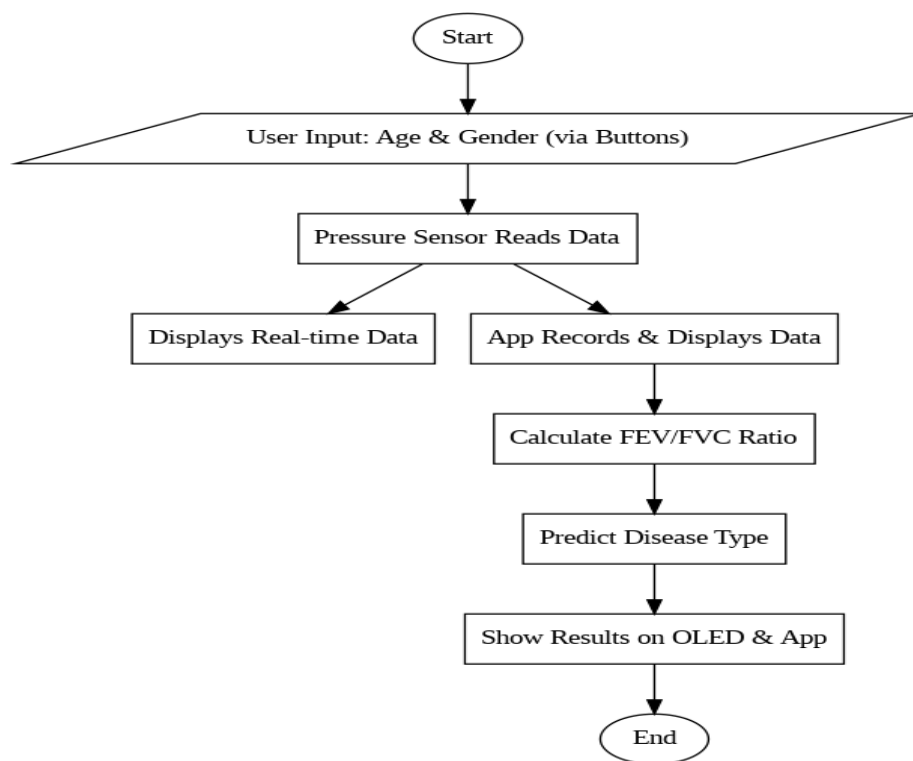 Start
User Input: Age & Gender (via Buttons)
Pressure Sensor Reads Data
Displays Real-time Data
App Records & Displays Data
Calculate FEV/FVC Ratio
Predict Disease Type
Show Results on OLED & App
End